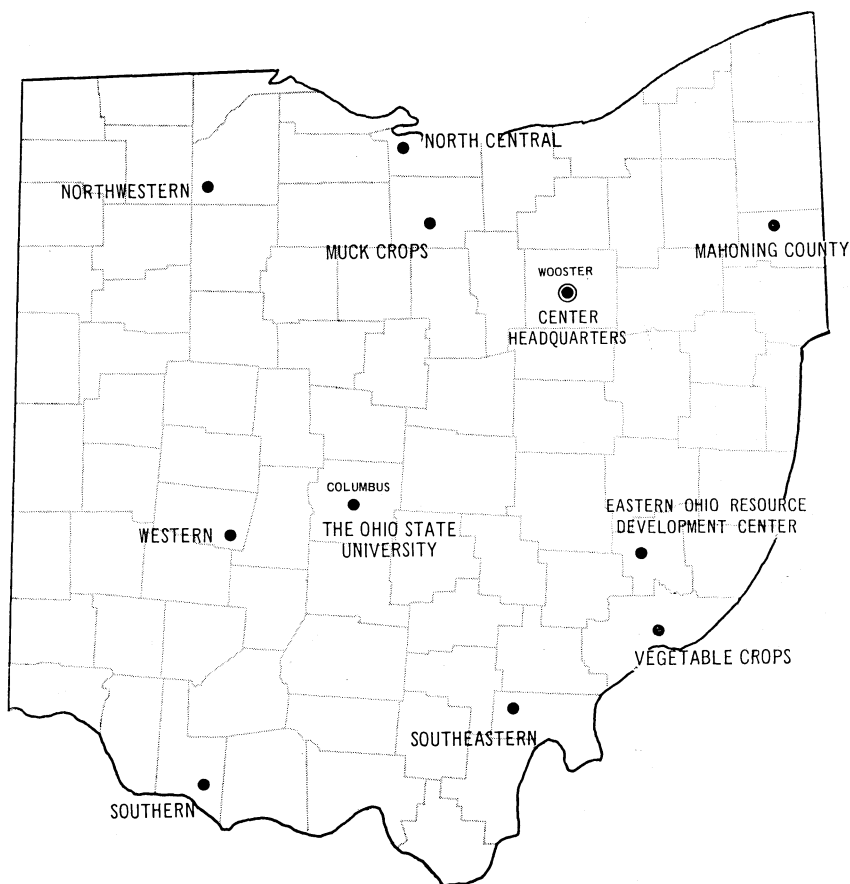 NORTH CENTRAL
NORTHWESTERN
MUCK CROPS
MAHONING COUNTY
WOOSTER
CENTER
HEADQUARTERS
COLUMBUS
THE OHIO STATE
UNIVERSITY
EASTERN OHIO RESOURCE
DEVELOPMENT CENTER
WESTERN
VEGETABLE CROPS
SOUTHEASTERN
SOUTHERN